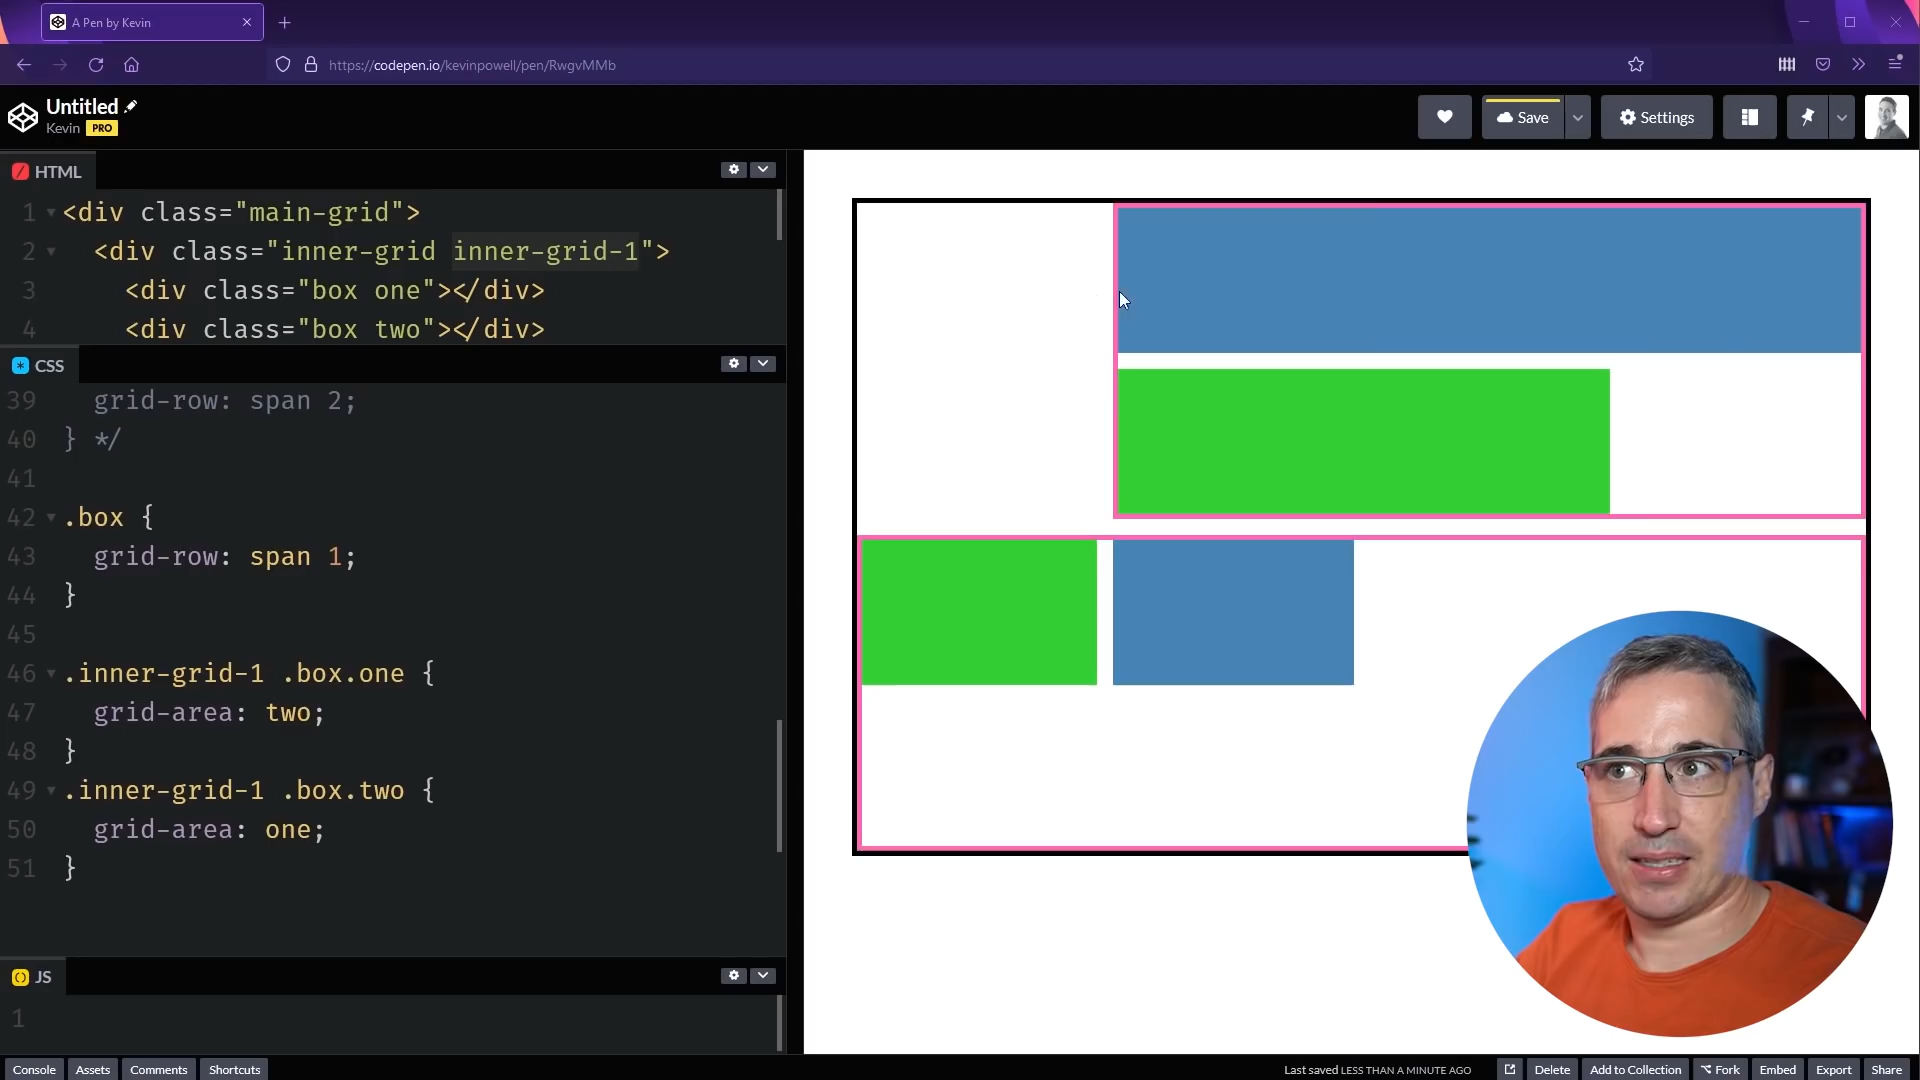 A Pen by Kevin
https://codepen.io/kevinpowell/pen/RwgvMMb
Untitled
Kevin PRO
Save
Settings
HTML
1 <div class="main-grid">
2 <div class="inner-grid inner-grid-1">
3 <div class="box one"></div>
4 <div class="box two"></div>
CSS
39 grid-row: span 2;
40 } */
41
42 .box {
43 grid-row: span 1;
44 }
45
46 .inner-grid-1 .box.one {
47 grid-area: two;
48 }
49 .inner-grid-1 .box.two {
50 grid-area: one;
51 }
JS
1
Console Assets Comments Shortcuts
Last saved LESS THAN A MINUTE AGO Delete Add to Collection Fork Embed Export Share